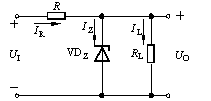 R
+ I_R I_Z I_L +
U_I VD_Z R_L U_O
− −